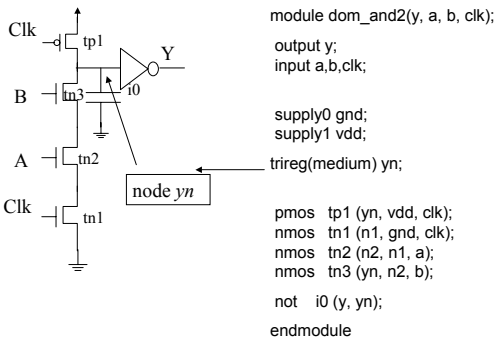 Clk
tp1
Y
i0
B
tn3
A
tn2
node yn
Clk
tn1
module dom_and2(y, a, b, clk);
output y;
input a,b,clk;
supply0 gnd;
supply1 vdd;
trireg(medium) yn;
pmos tp1 (yn, vdd, clk);
nmos tn1 (n1, gnd, clk);
nmos tn2 (n2, n1, a);
nmos tn3 (yn, n2, b);
not i0 (y, yn);
endmodule